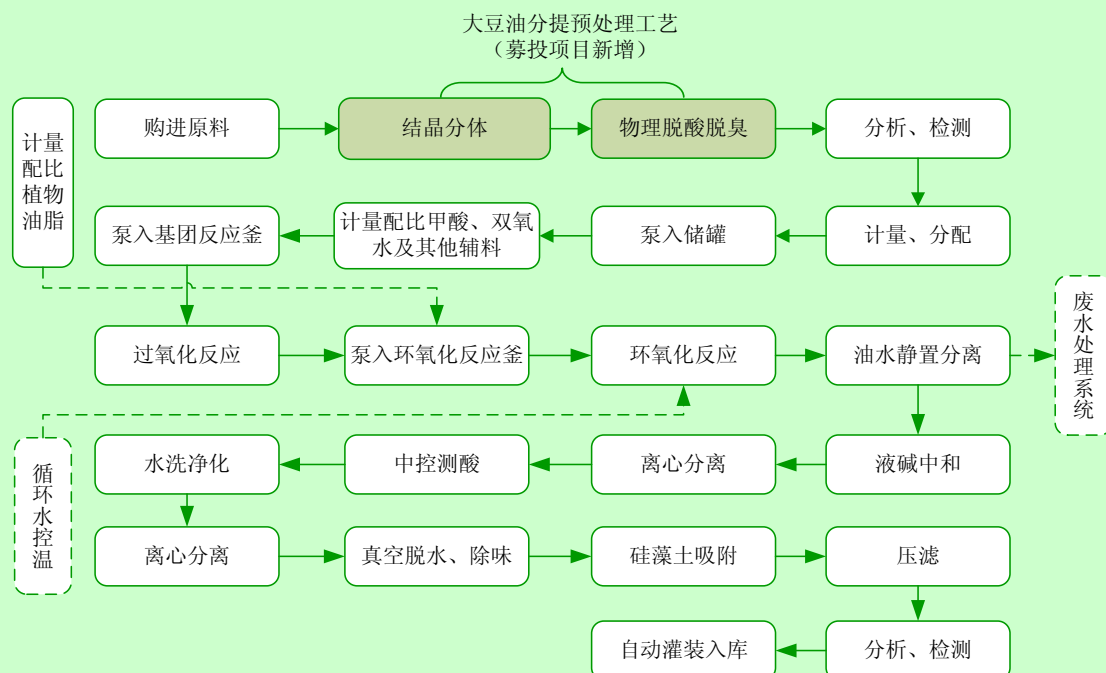 大豆油分提预处理工艺
（募投项目新增）
计量
配比
植物
油脂
购进原料
结晶分体
物理脱酸脱臭
分析、检测
泵入基团反应釜
计量配比甲酸、双氧
水及其他辅料
泵入储罐
计量、分配
过氧化反应
泵入环氧化反应釜
环氧化反应
油水静置分离
废
水
处
理
系
统
循
环
水
控
温
水洗净化
中控测酸
离心分离
液碱中和
离心分离
真空脱水、除味
硅藻土吸附
压滤
自动灌装入库
分析、检测